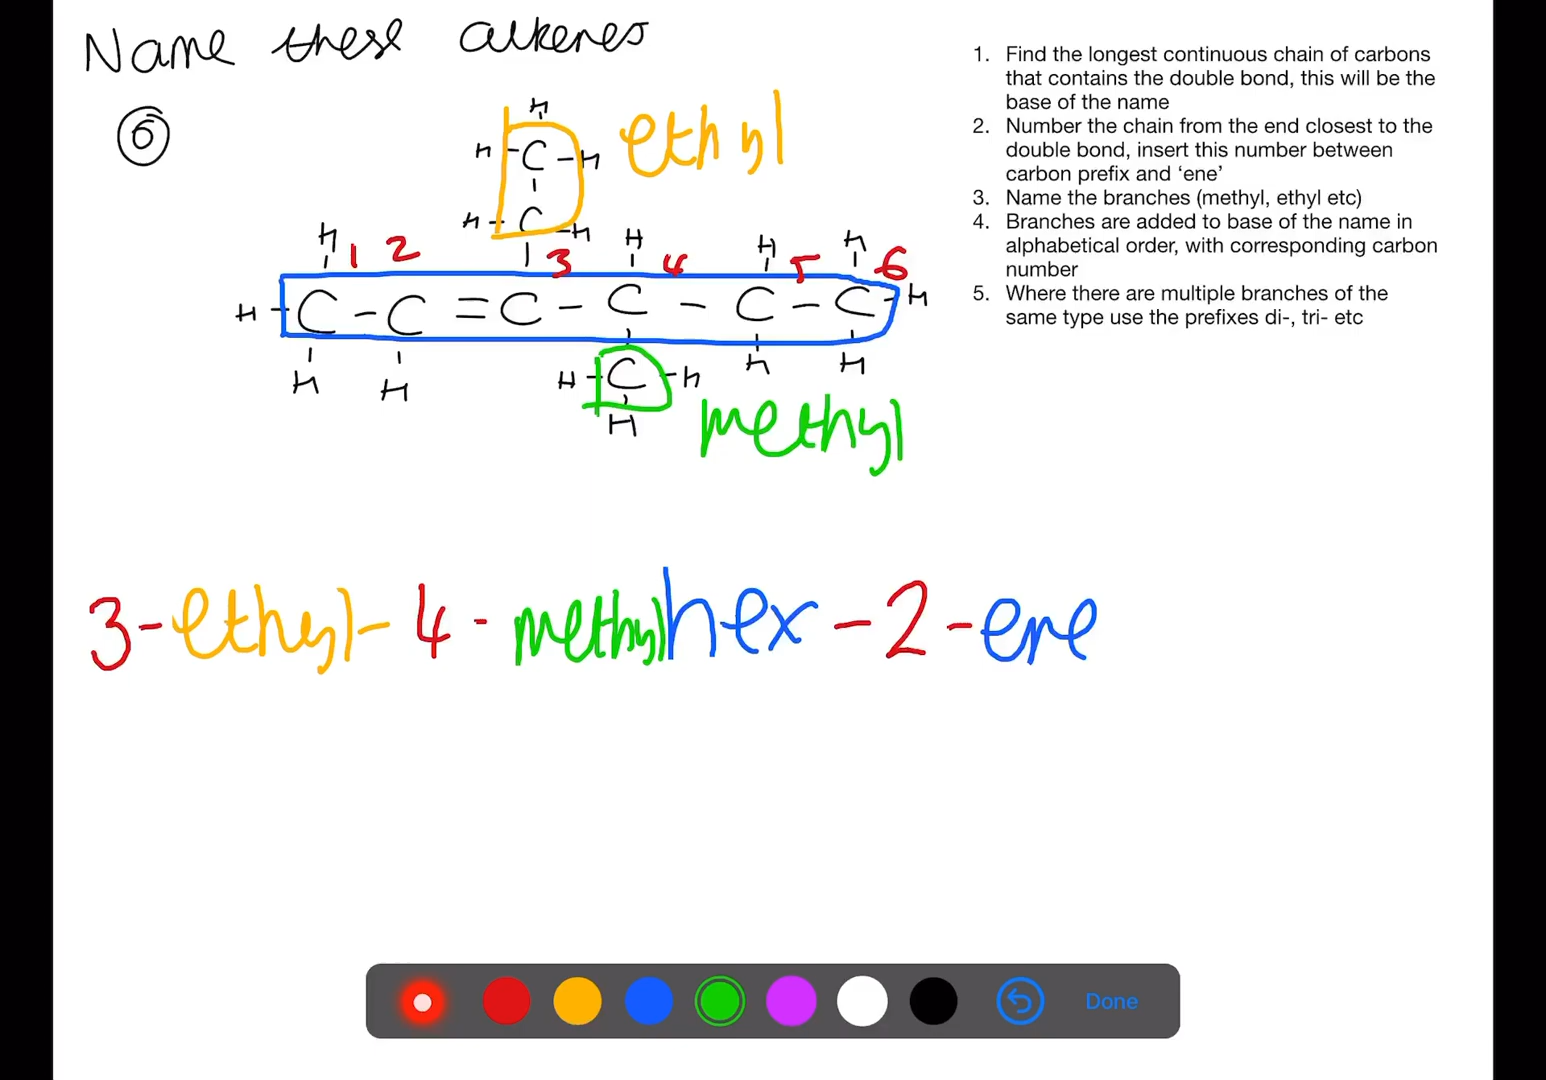 Name these alkenes
6
H
H - C - H ethyl
H - C - H
H 1 2 3 H 4 H 5 H 6
H - C - C = C - C - C - C - H
H H H - C - H H H
H methyl
3-ethyl-4-methylhex-2-ene
1. Find the longest continuous chain of carbons
that contains the double bond, this will be the
base of the name
2. Number the chain from the end closest to the
double bond, insert this number between
carbon prefix and ‘ene’
3. Name the branches (methyl, ethyl etc)
4. Branches are added to base of the name in
alphabetical order, with corresponding carbon
number
5. Where there are multiple branches of the
same type use the prefixes di-, tri- etc
Done